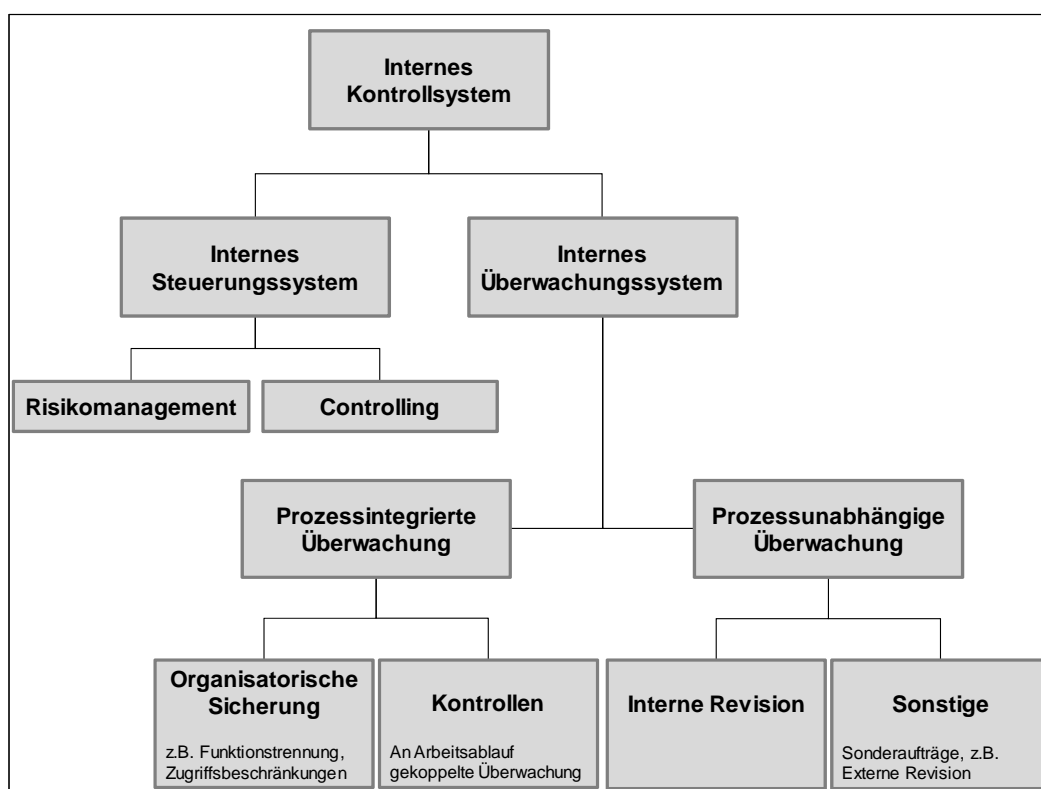 Internes
Kontrollsystem
Internes
Steuerungssystem
Internes
Überwachungssystem
Risikomanagement
Controlling
Prozessintegrierte
Überwachung
Prozessunabhängige
Überwachung
Organisatorische
Sicherung
z.B. Funktionstrennung,
Zugriffsbeschränkungen
Kontrollen
An Arbeitsablauf
gekoppelte Überwachung
Interne Revision
Sonstige
Sonderaufträge, z.B.
Externe Revision